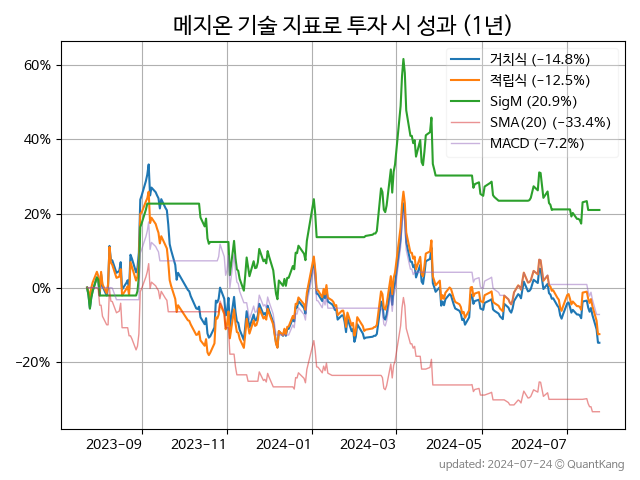 메지온 기술 지표로 투자 시 성과 (1년)
60%
40%
20%
0%
−20%
거치식 (−14.8%)
적립식 (−12.5%)
SigM (20.9%)
SMA(20) (−33.4%)
MACD (−7.2%)
2023-09
2023-11
2024-01
2024-03
2024-05
2024-07
updated: 2024-07-24 © QuantKang